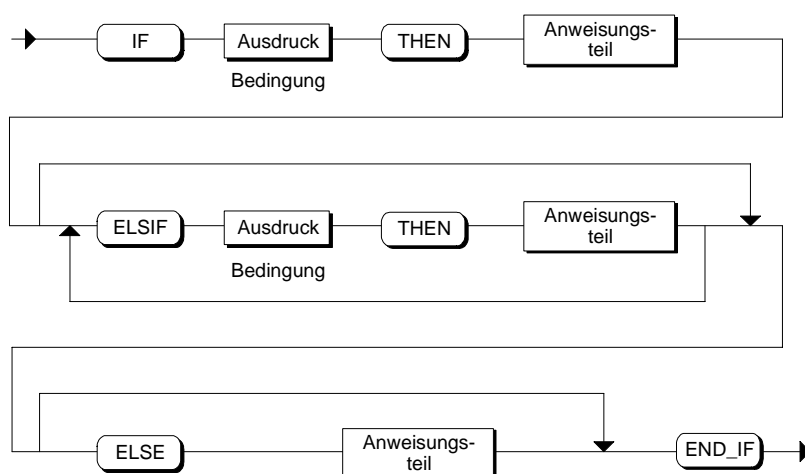 IF Ausdruck THEN Anweisungs-
teil
Bedingung
ELSIF Ausdruck THEN Anweisungs-
teil
Bedingung
ELSE Anweisungs-
teil
END_IF